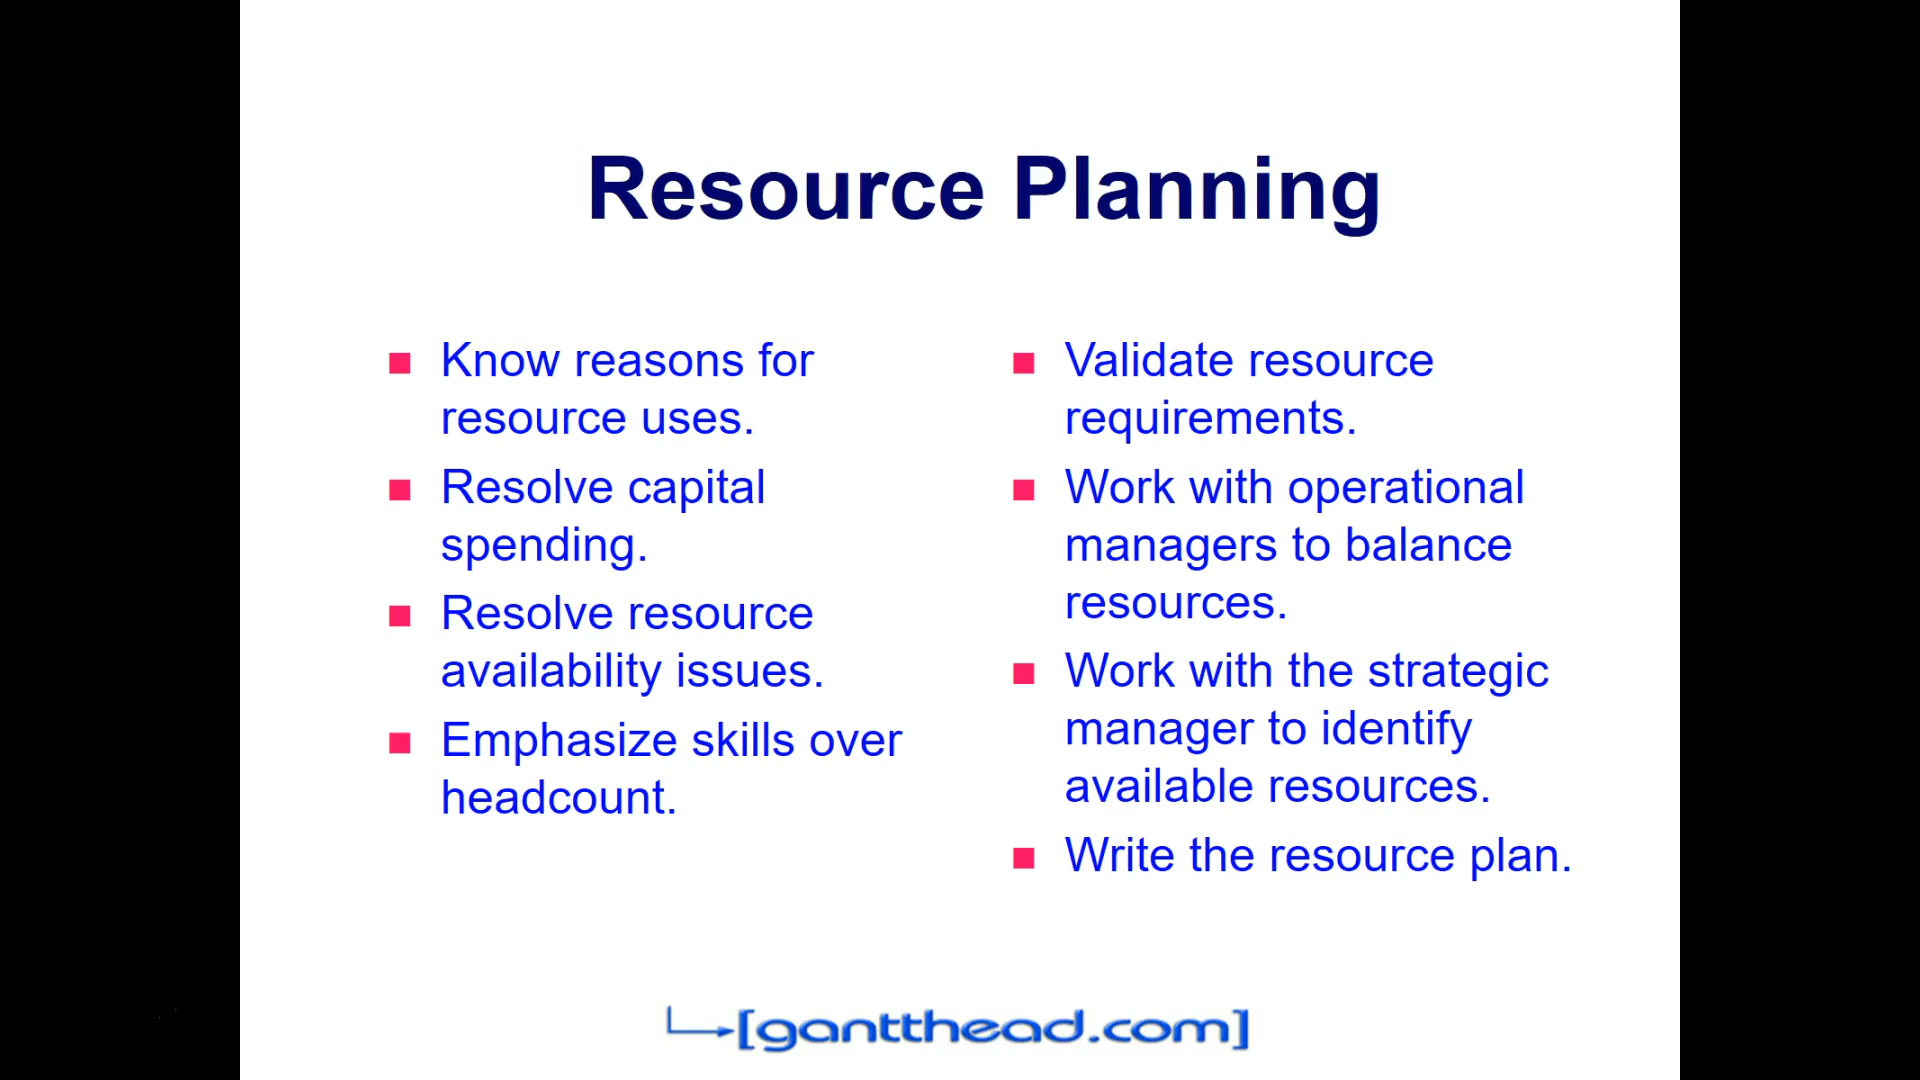 Resource Planning
Know reasons for
resource uses.
Resolve capital
spending.
Resolve resource
availability issues.
Emphasize skills over
headcount.
Validate resource
requirements.
Work with operational
managers to balance
resources.
Work with the strategic
manager to identify
available resources.
Write the resource plan.
[gantthead.com]